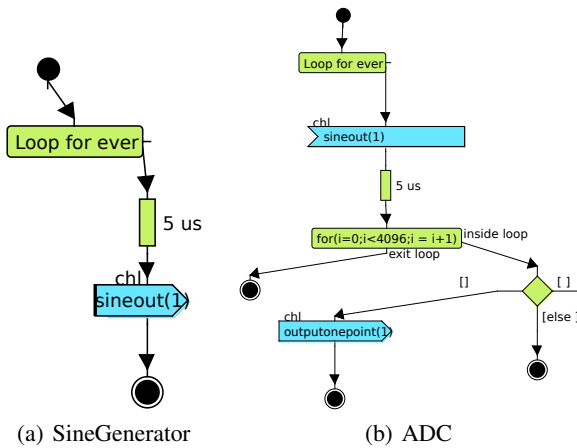 Loop for ever
5 us
chl
sineout(1)
(a) SineGenerator
Loop for ever
chl
sineout(1)
5 us
for(i=0;i<4096;i = i+1)
inside loop
exit loop
[]
[ ]
[else ]
chl
outputonepoint(1)
(b) ADC